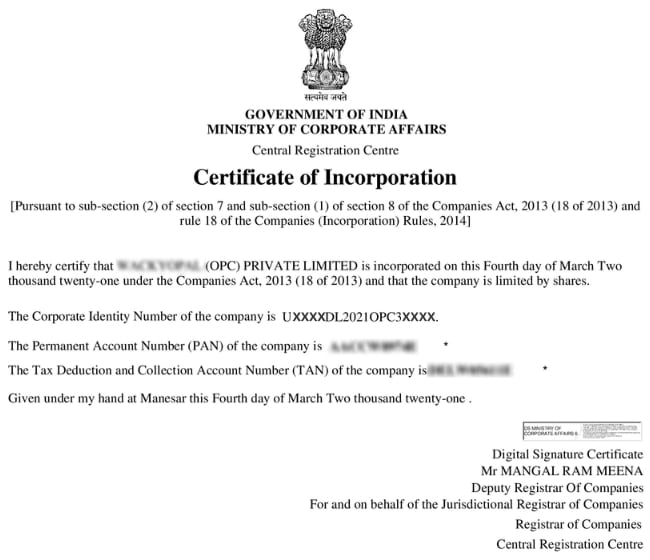 सत्यमेव जयते
GOVERNMENT OF INDIA
MINISTRY OF CORPORATE AFFAIRS
Central Registration Centre
Certificate of Incorporation
[Pursuant to sub-section (2) of section 7 and sub-section (1) of section 8 of the Companies Act, 2013 (18 of 2013) and
rule 18 of the Companies (Incorporation) Rules, 2014]
I hereby certify that (OPC) PRIVATE LIMITED is incorporated on this Fourth day of March Two
thousand twenty-one under the Companies Act, 2013 (18 of 2013) and that the company is limited by shares.
The Corporate Identity Number of the company is UXXXXDL2021OPC3XXXX.
The Permanent Account Number (PAN) of the company is *
The Tax Deduction and Collection Account Number (TAN) of the company is *
Given under my hand at Manesar this Fourth day of March Two thousand twenty-one .
DS MINISTRY OF
CORPORATE AFFAIRS 6
Digital Signature Certificate
Mr MANGAL RAM MEENA
Deputy Registrar Of Companies
For and on behalf of the Jurisdictional Registrar of Companies
Registrar of Companies
Central Registration Centre